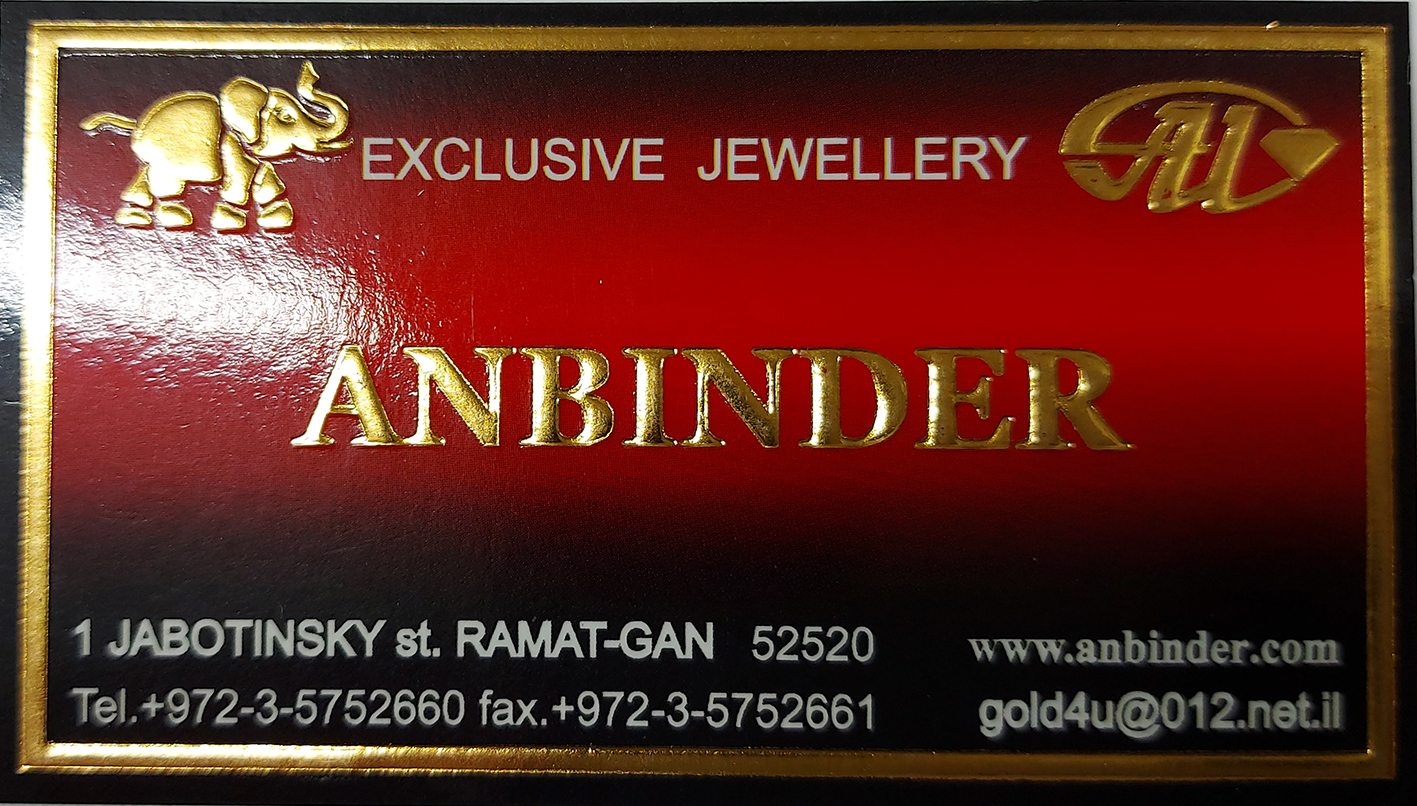 EXCLUSIVE JEWELLERY
ANBINDER
1 JABOTINSKY st. RAMAT-GAN 52520
Tel.+972-3-5752660 fax.+972-3-5752661
www.anbinder.com
gold4u@012.net.il